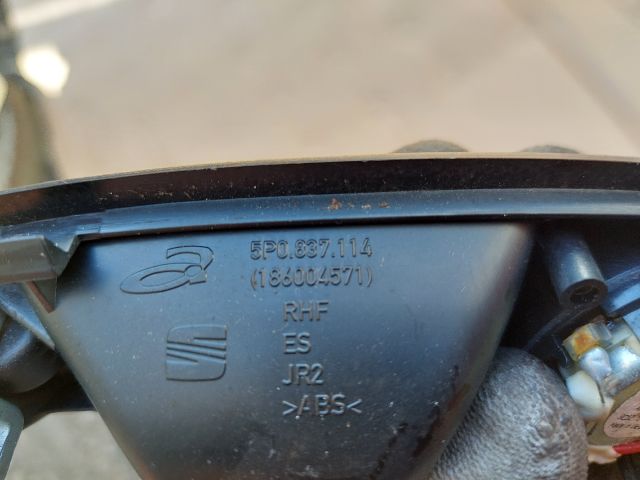 5P0.837.114
(186004571)
RHF
ES
JR2
>ABS<